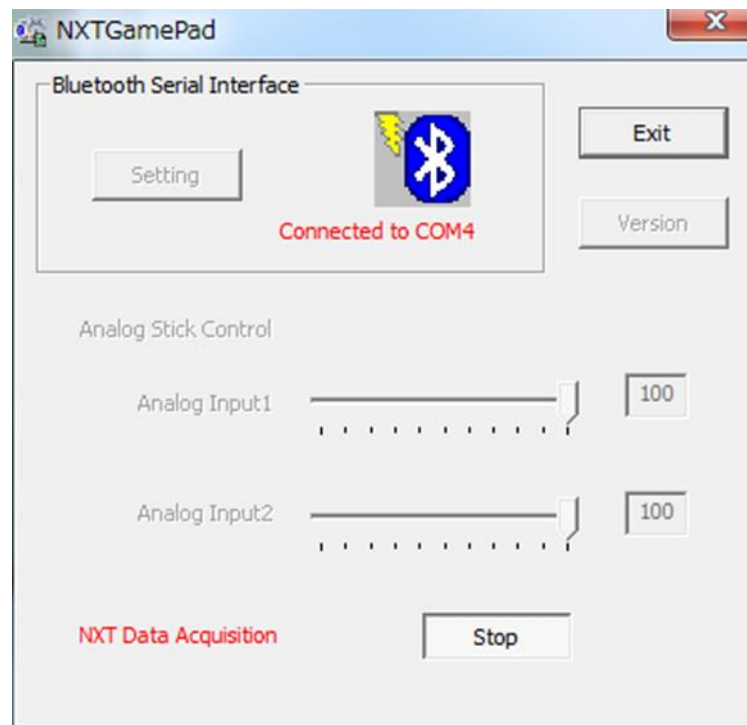 NXTGamePad
Bluetooth Serial Interface
Setting
Connected to COM4
Exit
Version
Analog Stick Control
Analog Input1
100
Analog Input2
100
NXT Data Acquisition
Stop